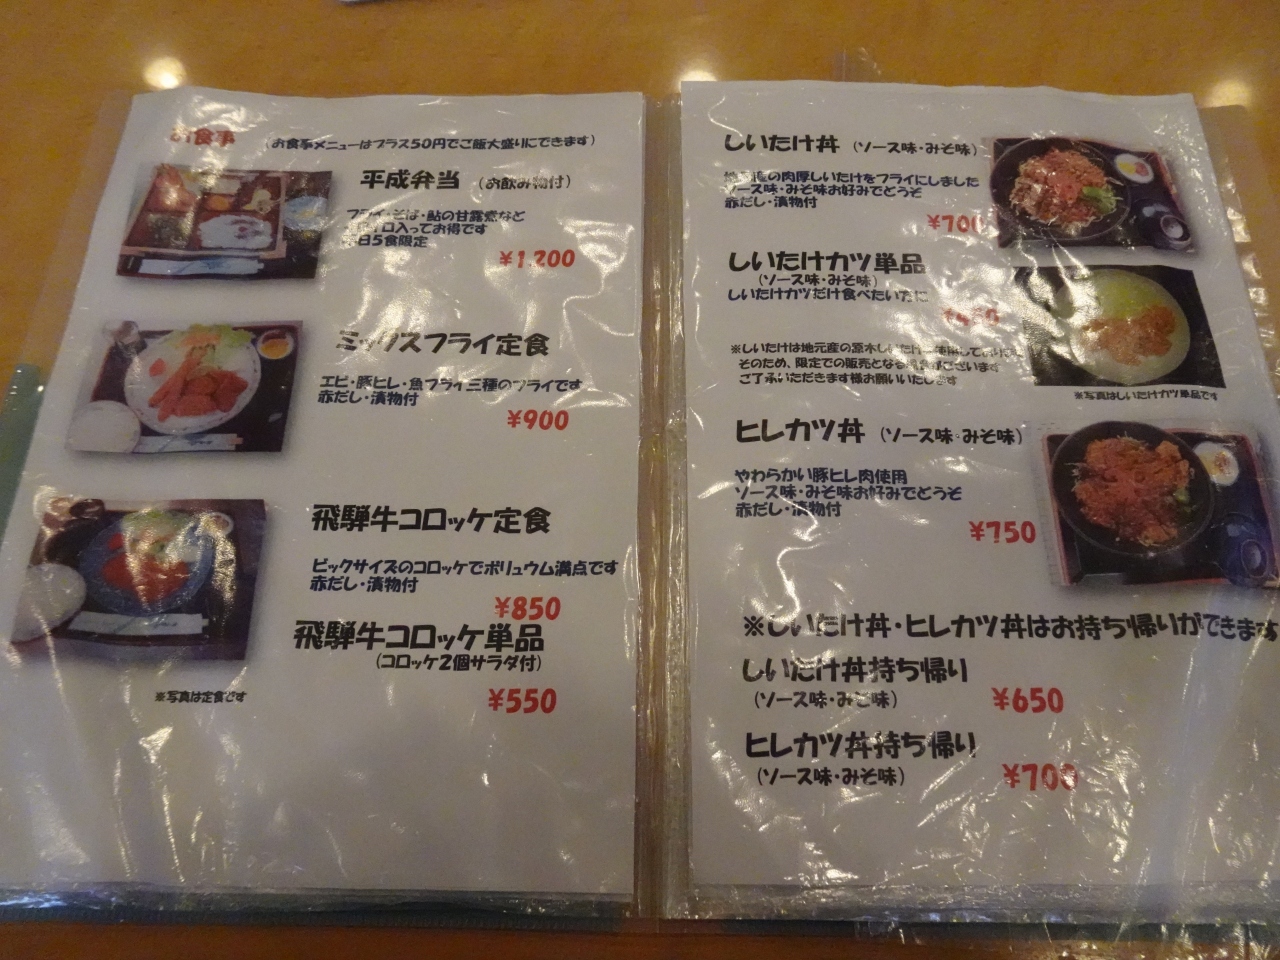 お食事 (お食事メニューはプラス50円でご飯大盛りにできます)
平成弁当 (お飲み物付)
フライ・そば・鮎の甘露煮など
イロ入ってお得です
日5食限定
¥1,200
ミックスフライ定食
エビ・豚ヒレ・魚フライ三種のフライです
赤だし・漬物付
¥900
飛騨牛コロッケ定食
ビックサイズのコロッケでボリュウム満点です
赤だし・漬物付
¥850
飛騨牛コロッケ単品
(コロッケ2個サラダ付)
¥550
※写真は定食です
しいたけ丼 (ソース味・みそ味)
産の肉厚しいたけをフライにしました
ソース味・みそ味お好みでどうぞ
赤だし・漬物付
¥700
しいたけカツ単品
(ソース味・みそ味)
しいたけカツだけ食べたい方に
※しいたけは地元産の原木しいたけ
そのため、限定での販売となる
ご了承いただきます様お願いいたします
※写真はしいたけカツ単品です
ヒレカツ丼 (ソース味・みそ味)
やわらかい豚ヒレ肉使用
ソース味・みそ味お好みでどうぞ
赤だし・漬物付
¥750
※しいたけ丼・ヒレカツ丼はお持ち帰りができます
しいたけ丼持ち帰り
(ソース味・みそ味)
¥650
ヒレカツ丼持ち帰り
(ソース味・みそ味)
¥700